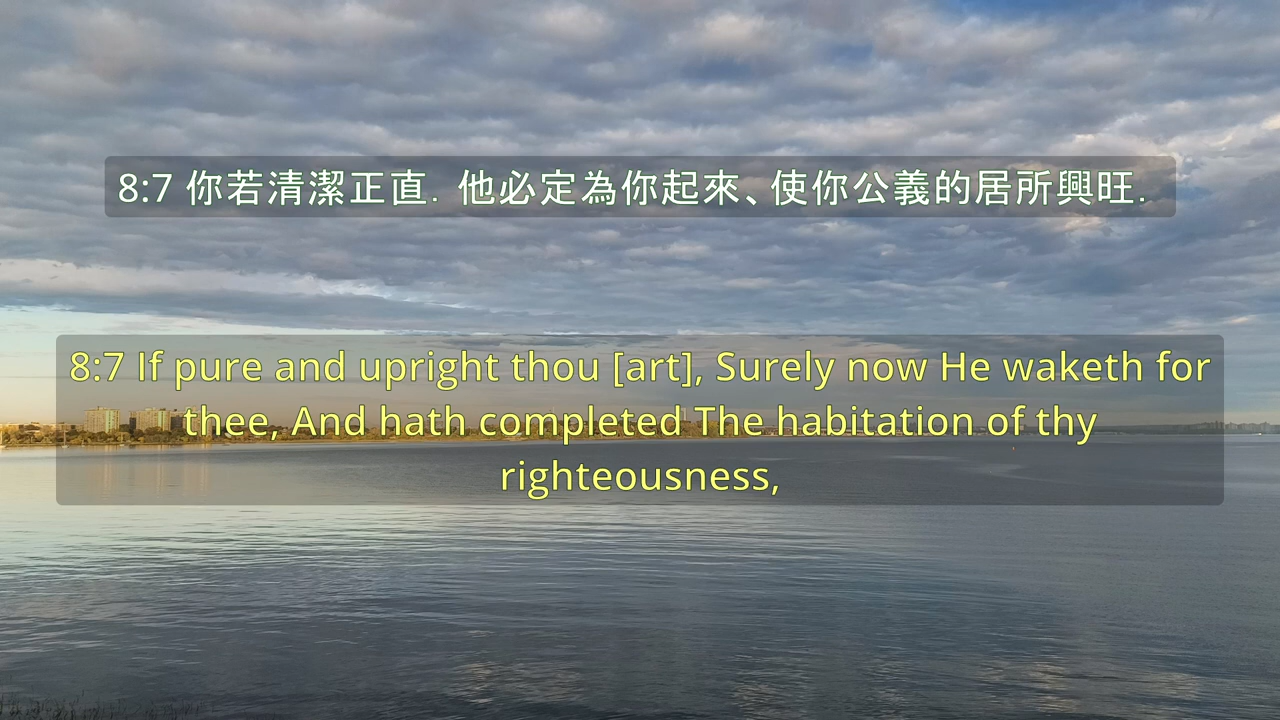 8:7 你若清潔正直. 他必定為你起來、使你公義的居所興旺.
8:7 If pure and upright thou [art], Surely now He waketh for
thee, And hath completed The habitation of thy
righteousness,